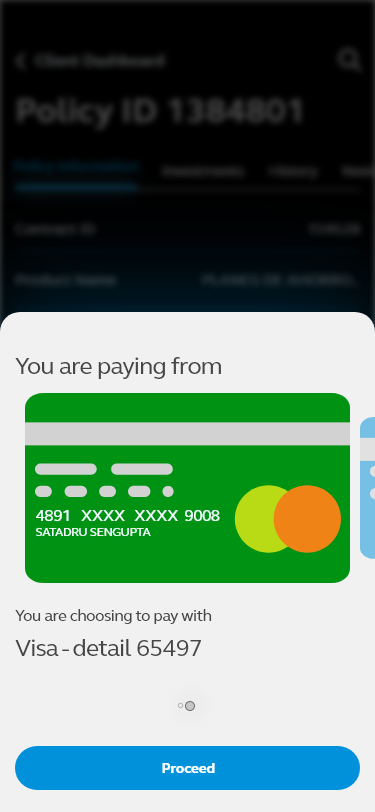 Client Dashboard
Policy ID 1384801
Policy Information Investments History
Contract ID
Product Name
You are paying from
4891 XXXX XXXX 9008
SATADRU SENGUPTA
You are choosing to pay with
Visa - detail 65497
Proceed